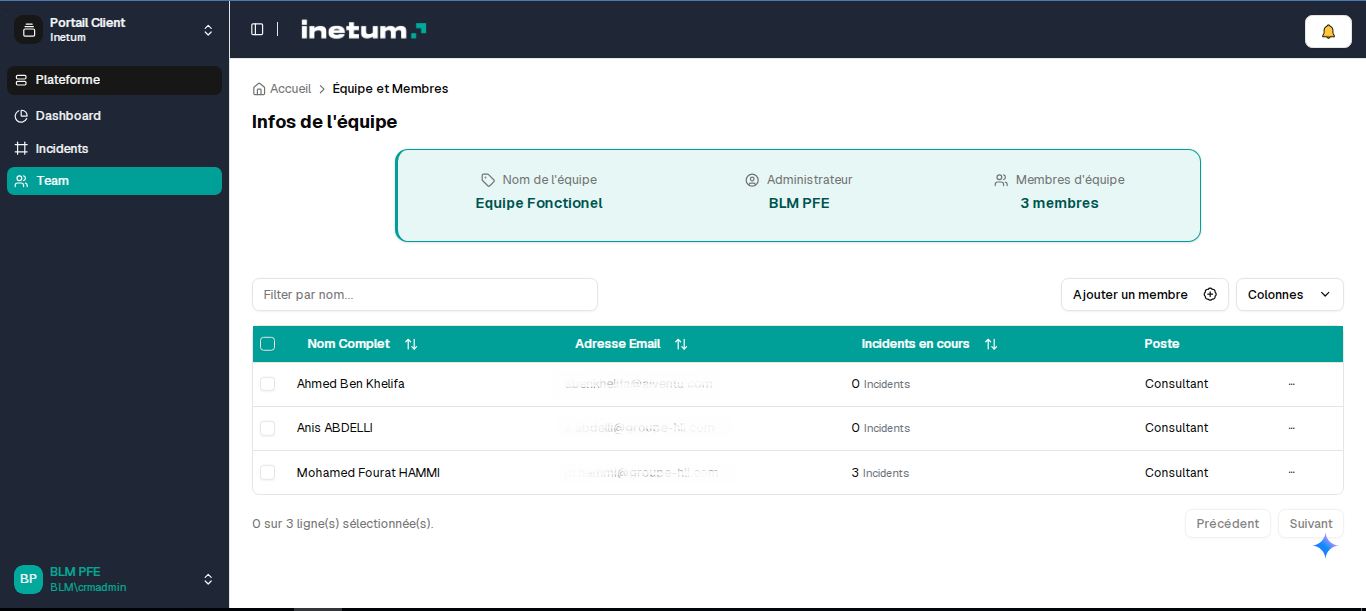 Portail Client
Inetum
Plateforme
Dashboard
Incidents
Team
BP
BLM PFE
BLM\crmadmin
inetum
Accueil > Équipe et Membres
Infos de l'équipe
Nom de l'équipe Administrateur Membres d'équipe
Equipe Fonctionel BLM PFE 3 membres
Filter par nom... Ajouter un membre Colonnes
Nom Complet Adresse Email Incidents en cours Poste
Ahmed Ben Khelifa 0 Incidents Consultant ...
Anis ABDELLI 0 Incidents Consultant ...
Mohamed Fourat HAMMI 3 Incidents Consultant ...
0 sur 3 ligne(s) sélectionnée(s). Précédent Suivant